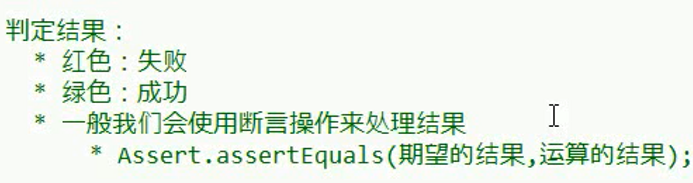 判定结果：
* 红色：失败
* 绿色：成功
* 一般我们会使用断言操作来处理结果
* Assert.assertEquals(期望的结果,运算的结果);